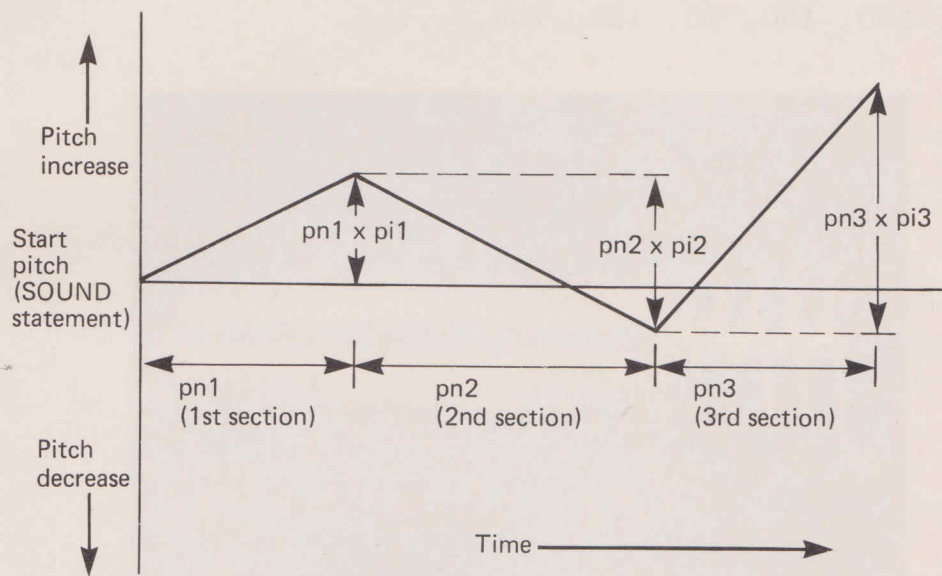 Pitch
increase
pn1 x pi1
pn2 x pi2
pn3 x pi3
Start
pitch
(SOUND
statement)
pn1
(1st section)
pn2
(2nd section)
pn3
(3rd section)
Pitch
decrease
Time